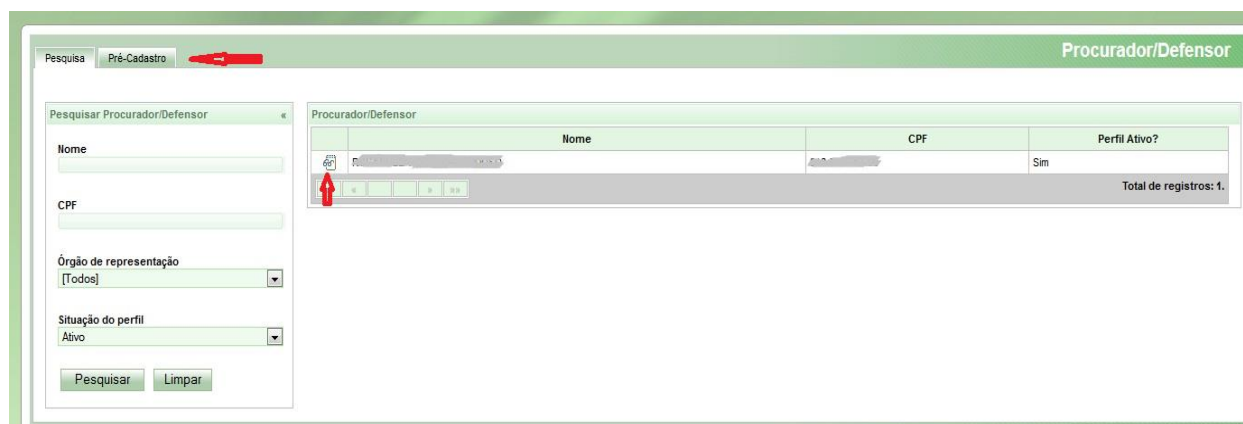 Procurador/Defensor
Pesquisa
Pré-Cadastro
Pesquisar Procurador/Defensor «
Nome
CPF
Órgão de representação
[Todos]
Situação do perfil
Ativo
Pesquisar
Limpar
Procurador/Defensor
Nome CPF Perfil Ativo?
Sim
« » »»
Total de registros: 1.